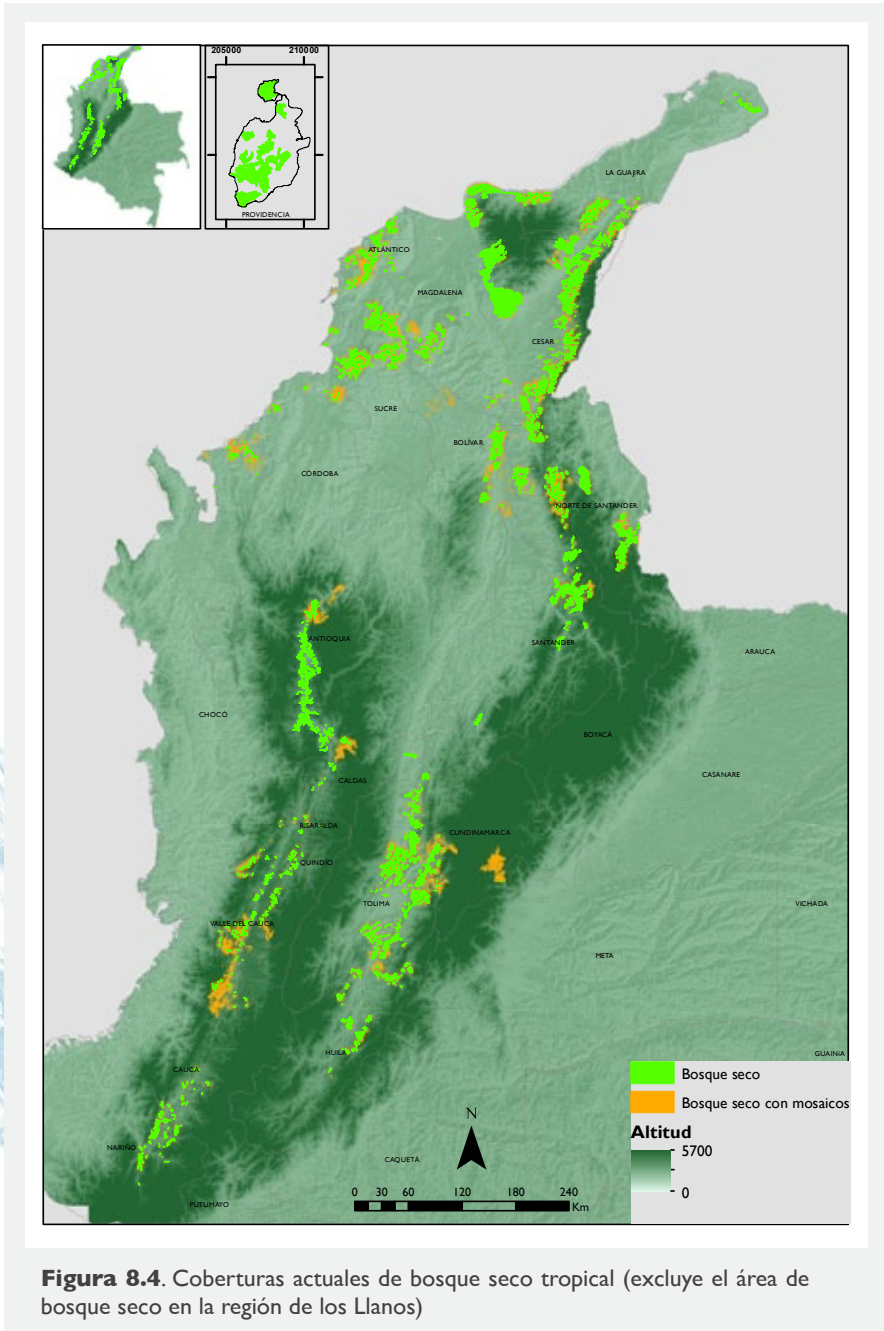 205000 210000
PROVIDENCIA
LA GUAJIRA
ATLÁNTICO
MAGDALENA
CESAR
SUCRE
BOLÍVAR
CÓRDOBA
NORTE DE SANTANDER
ANTIOQUIA
SANTANDER
ARAUCA
CHOCÓ
BOYACÁ
CASANARE
CALDAS
RISARALDA
CUNDINAMARCA
QUINDÍO
TOLIMA
VICHADA
VALLE DEL CAUCA
META
HUILA
GUAINIA
CAUCA
Bosque seco
Bosque seco con mosaicos
Altitud
5700
0
N
NARIÑO
CAQUETÁ
PUTUMAYO
0 30 60 120 180 240
Km
Figura 8.4. Coberturas actuales de bosque seco tropical (excluye el área de
bosque seco en la región de los Llanos)